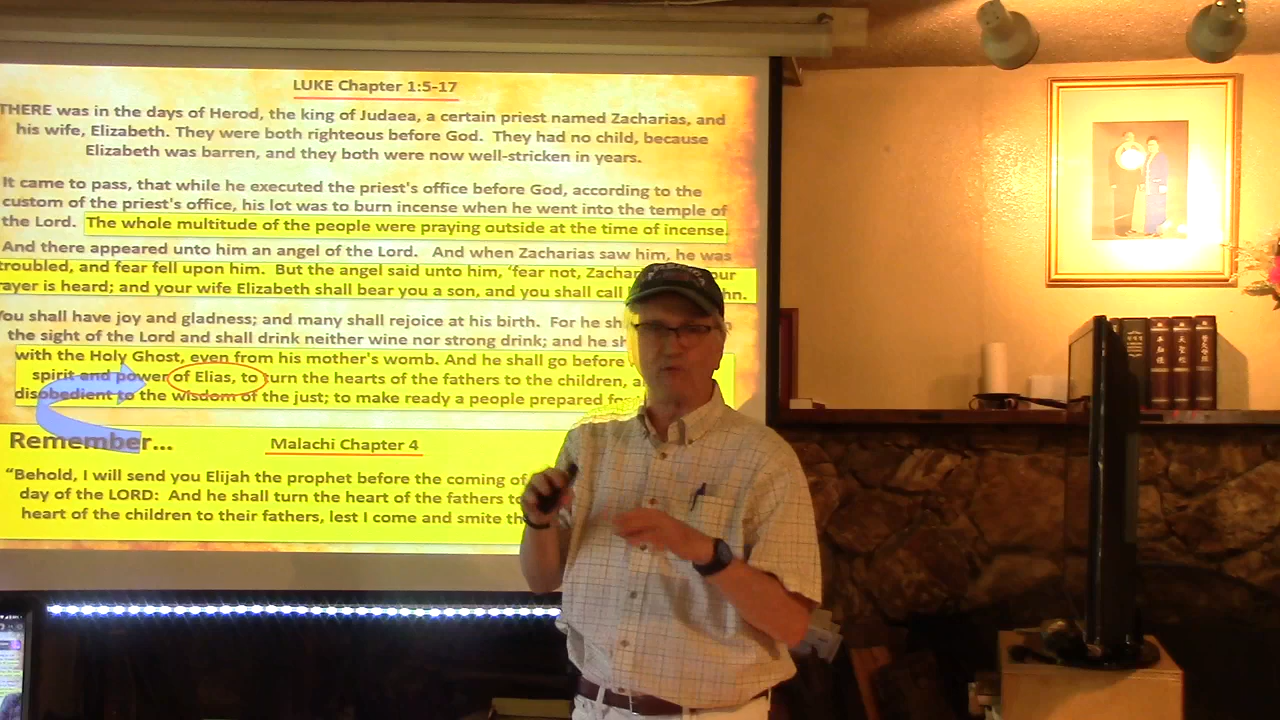 LUKE Chapter 1:5-17
THERE was in the days of Herod, the king of Judaea, a certain priest named Zacharias, and
his wife, Elizabeth. They were both righteous before God. They had no child, because
Elizabeth was barren, and they both were now well-stricken in years.
It came to pass, that while he executed the priest's office before God, according to the
custom of the priest's office, his lot was to burn incense when he went into the temple of
the Lord. The whole multitude of the people were praying outside at the time of incense.
And there appeared unto him an angel of the Lord. And when Zacharias saw him, he was
troubled, and fear fell upon him. But the angel said unto him, 'fear not, Zachar our
rayer is heard; and your wife Elizabeth shall bear you a son, and you shall call hn.
You shall have joy and gladness; and many shall rejoice at his birth. For he sh
the sight of the Lord and shall drink neither wine nor strong drink; and he sh
with the Holy Ghost, even from his mother's womb. And he shall go before
spirit and power of Elias, to turn the hearts of the fathers to the children, a
disobedient to the wisdom of the just; to make ready a people prepared fo
Remember... Malachi Chapter 4
"Behold, I will send you Elijah the prophet before the coming of
day of the LORD: And he shall turn the heart of the fathers to
heart of the children to their fathers, lest I come and smite th